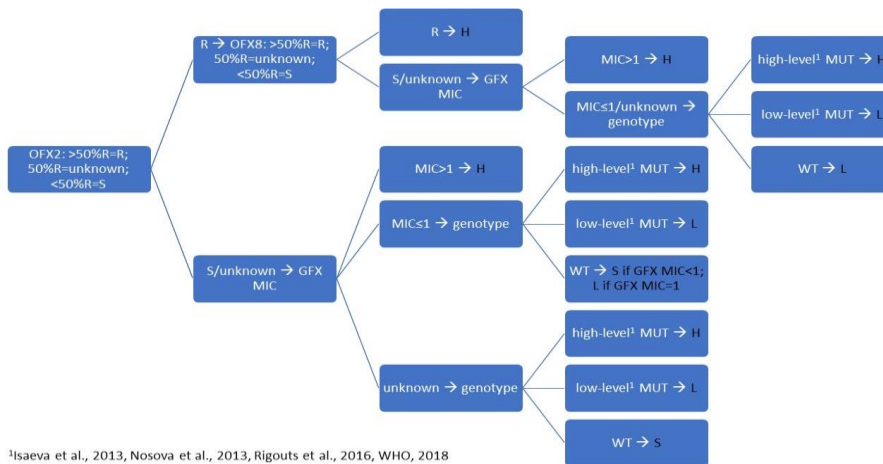 R → OFX8: >50%R=R;
50%R=unknown;
<50%R=S
R → H
S/unknown → GFX
MIC
MIC>1 → H
MIC≤1/unknown →
genotype
high-level¹ MUT → H
low-level¹ MUT → L
WT → L
OFX2: >50%R=R;
50%R=unknown;
<50%R=S
S/unknown → GFX
MIC
MIC>1 → H
MIC≤1 → genotype
high-level¹ MUT → H
low-level¹ MUT → L
WT → S if GFX MIC<1;
L if GFX MIC=1
unknown → genotype
high-level¹ MUT → H
low-level¹ MUT → L
WT → S
¹Isaeva et al., 2013, Nosova et al., 2013, Rigouts et al., 2016, WHO, 2018